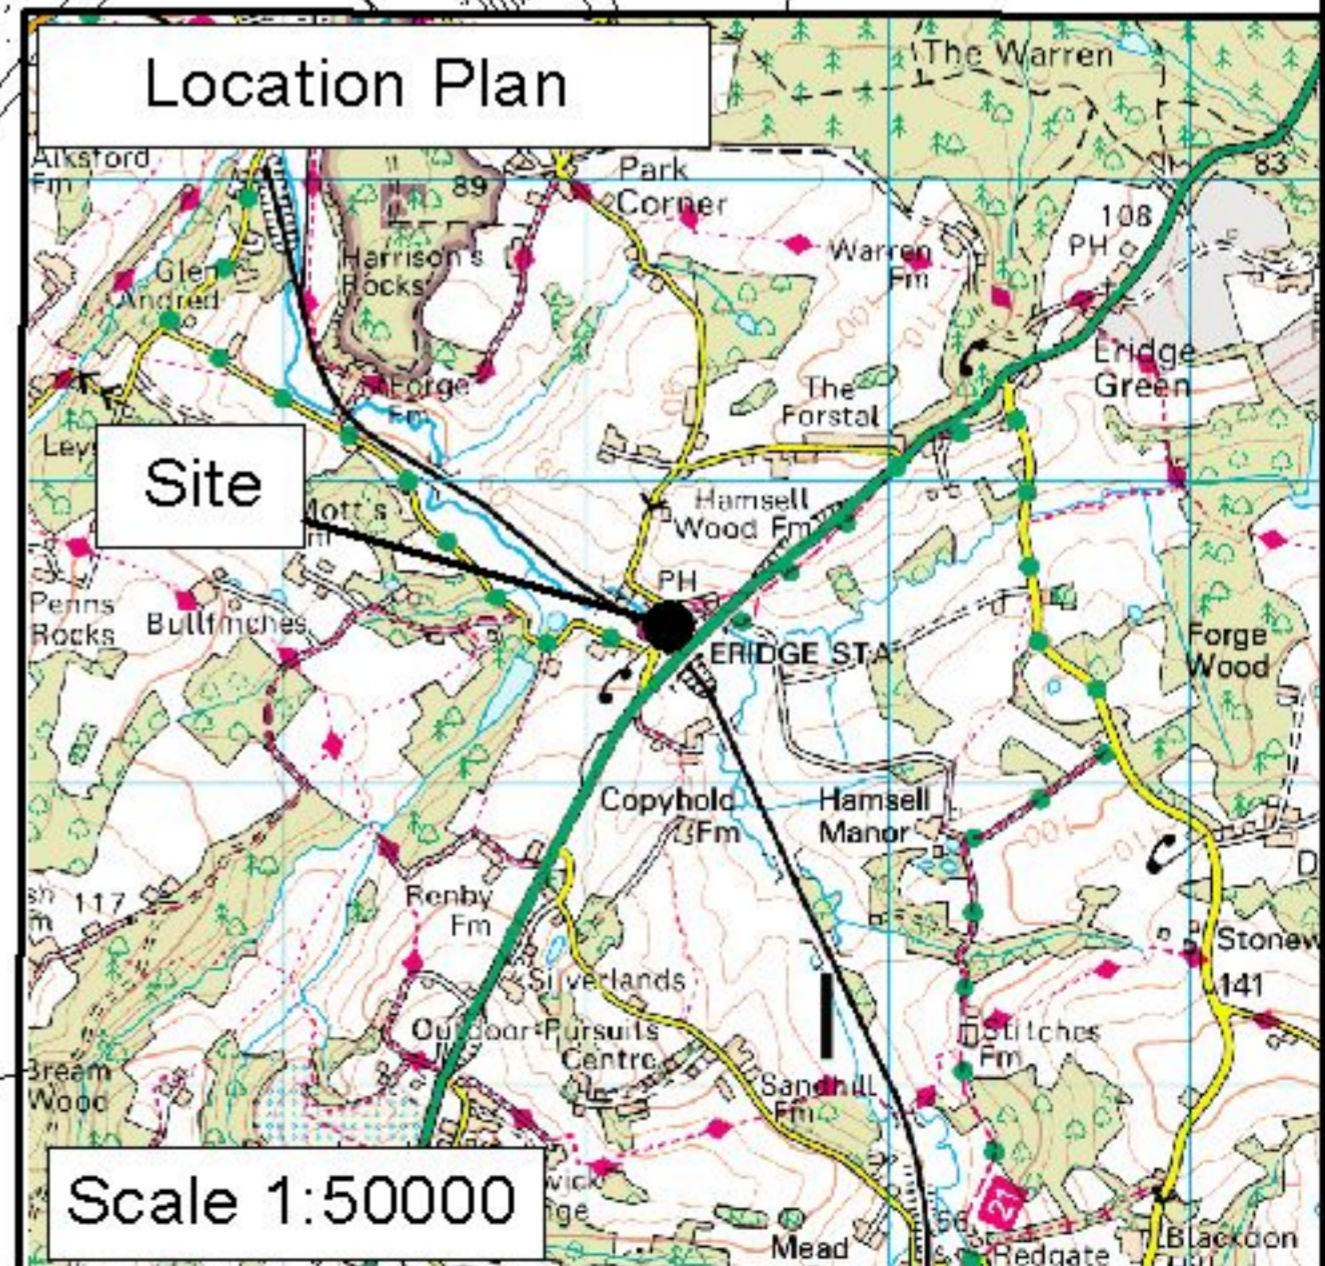 Location Plan
The Warren
Alksford
Fm
89
Park
Corner
83
108
PH
Warren
Fm
Harrison's
Rocks
Glen
Andred
Forge
Fm
Eridge
Green
The
Forstal
Site
Hamsell
Wood Fm
PH
Penns
Rocks
Bullfinches
ERIDGE STA
Forge
Wood
Copyhold
Fm
Hamsell
Manor
117
Renby
Fm
Silverlands
141
Outdoor Pursuits
Centre
Stitches
Fm
Sandhill
Fm
Wood
Scale 1:50000
21
Mead
Redgate
Blackdon